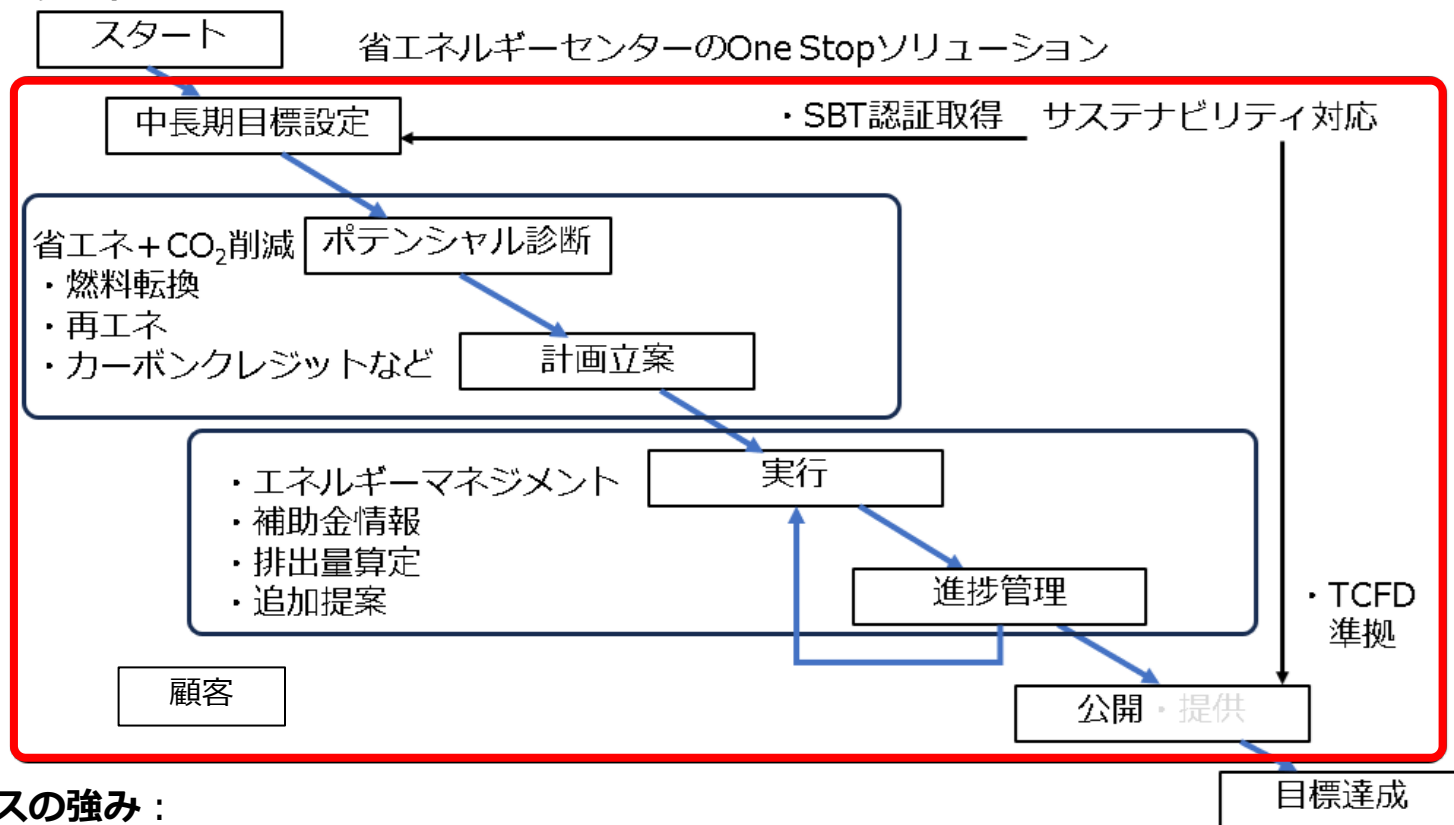 スタート
省エネルギーセンターのOne Stopソリューション
中長期目標設定
・SBT認証取得
サステナビリティ対応
省エネ+CO₂削減
ポテンシャル診断
・燃料転換
・再エネ
・カーボンクレジットなど
計画立案
・エネルギーマネジメント
実行
・補助金情報
・排出量算定
・追加提案
進捗管理
・TCFD
準拠
顧客
公開・提供
目標達成
スの強み: